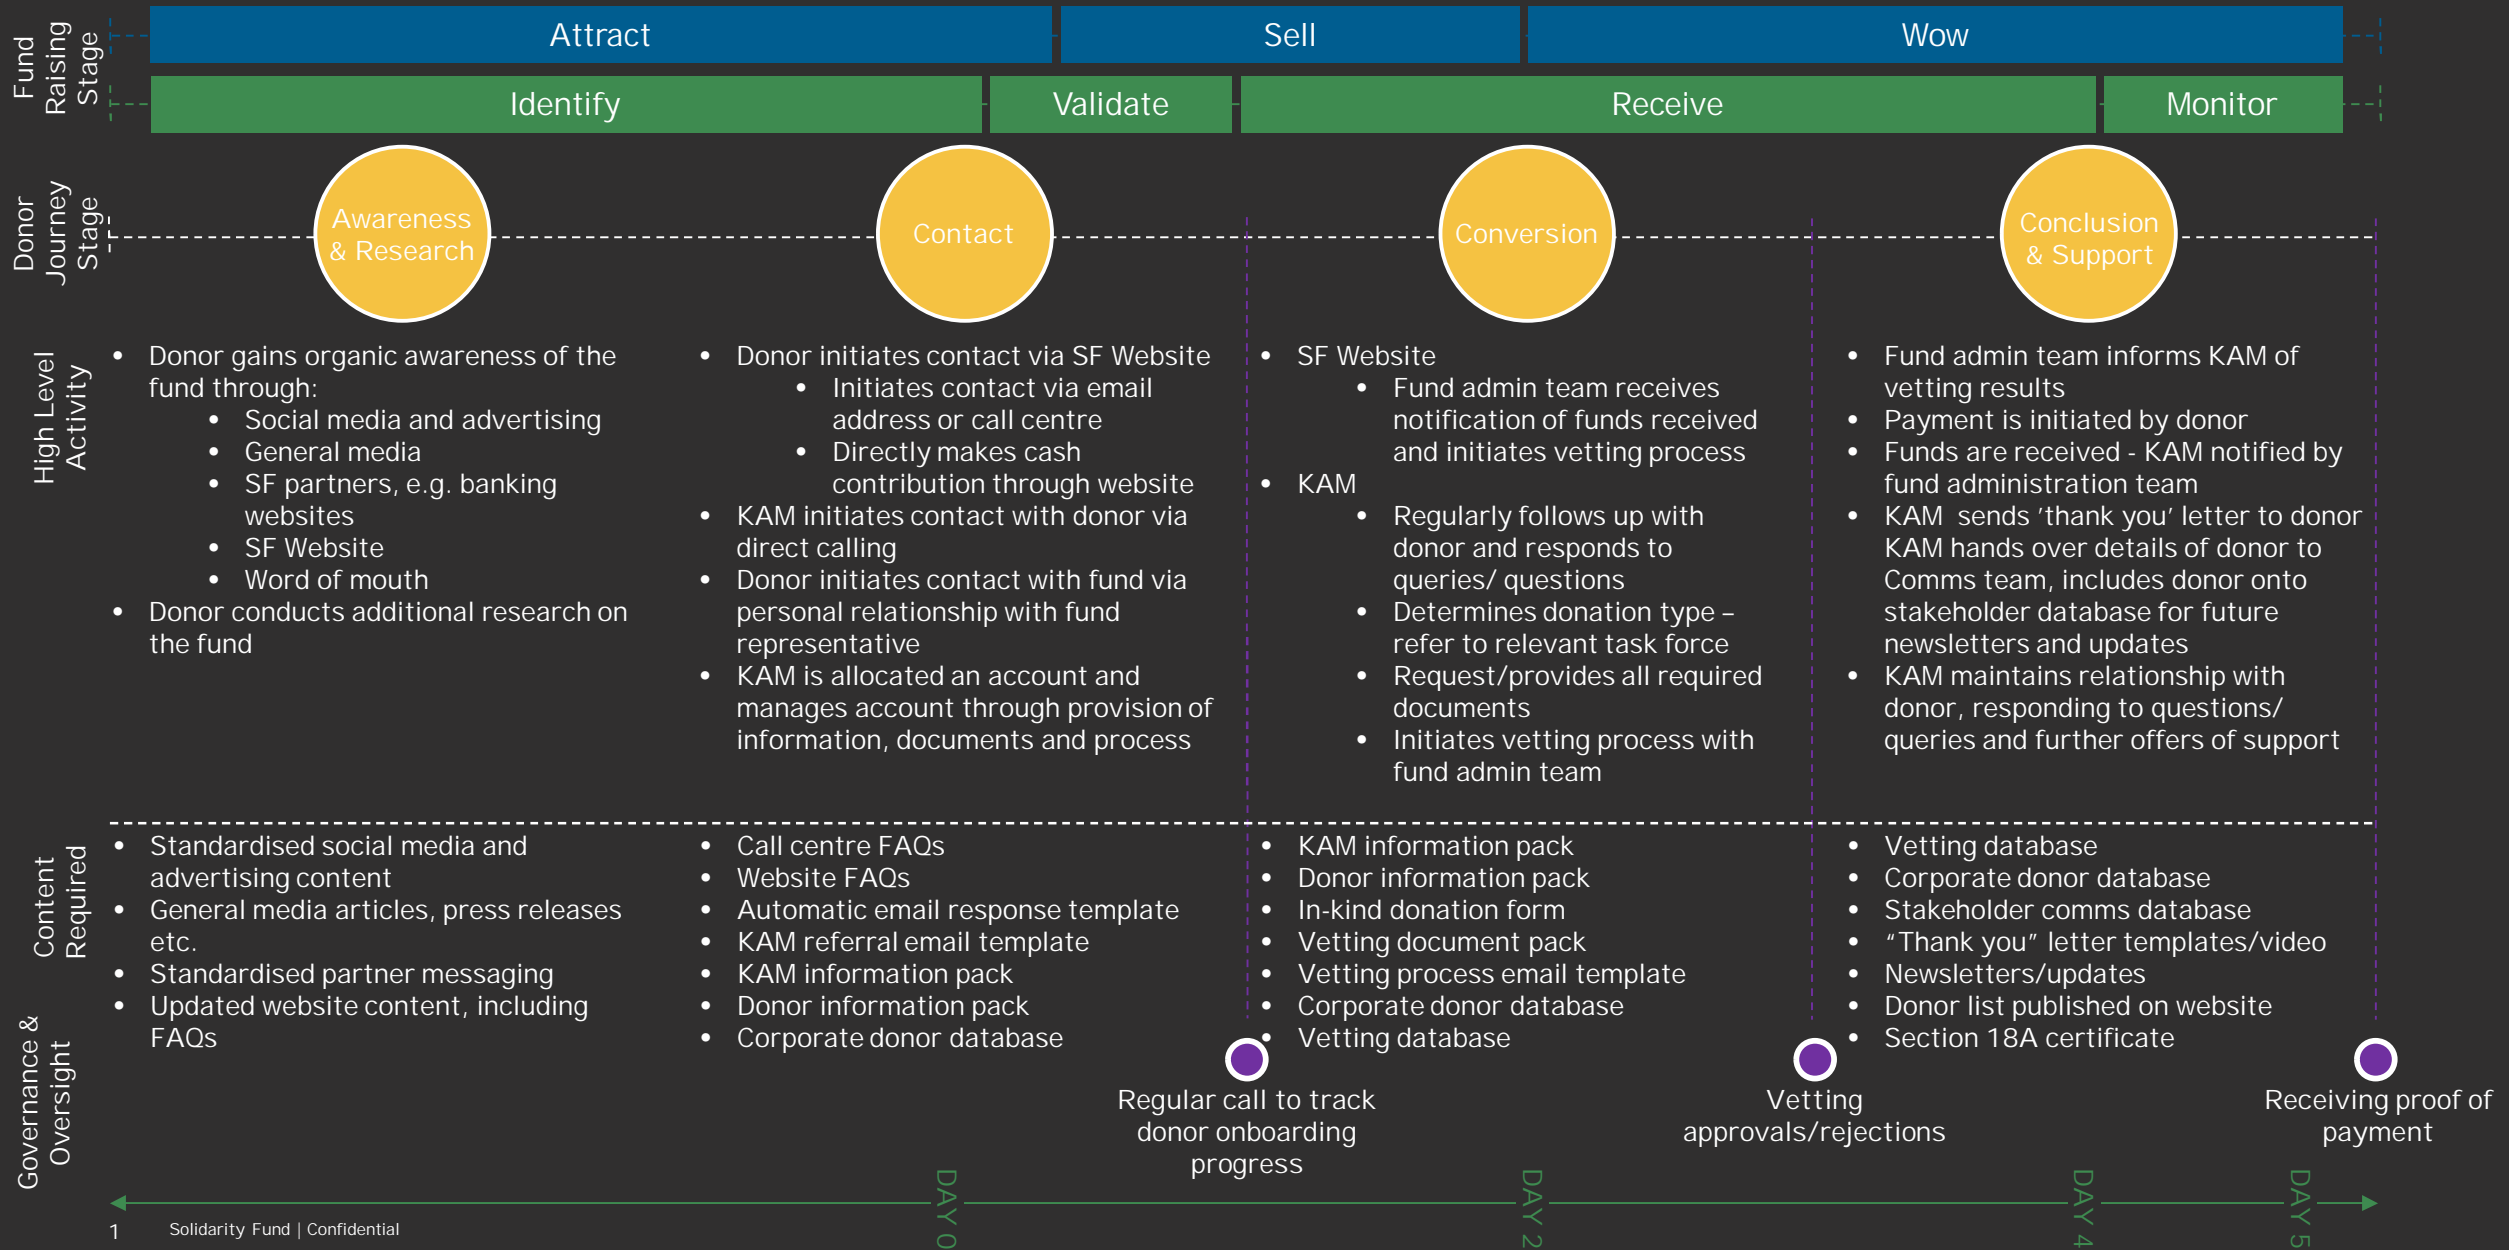 Fund
Raising
Stage
Attract
Sell
Wow
Identify
Validate
Receive
Monitor
Donor
Journey
Stage
Awareness
& Research
Contact
Conversion
Conclusion
& Support
High Level
Activity
• Donor gains organic awareness of the
fund through:
• Social media and advertising
• General media
• SF partners, e.g. banking
websites
• SF Website
• Word of mouth
• Donor conducts additional research on
the fund
• Donor initiates contact via SF Website
• Initiates contact via email
address or call centre
• Directly makes cash
contribution through website
• KAM initiates contact with donor via
direct calling
• Donor initiates contact with fund via
personal relationship with fund
representative
• KAM is allocated an account and
manages account through provision of
information, documents and process
• SF Website
• Fund admin team receives
notification of funds received
and initiates vetting process
• KAM
• Regularly follows up with
donor and responds to
queries/ questions
• Determines donation type –
refer to relevant task force
• Request/provides all required
documents
• Initiates vetting process with
fund admin team
• Fund admin team informs KAM of
vetting results
• Payment is initiated by donor
• Funds are received - KAM notified by
fund administration team
• KAM  sends 'thank you' letter to donor
KAM hands over details of donor to
Comms team, includes donor onto
stakeholder database for future
newsletters and updates
• KAM maintains relationship with
donor, responding to questions/
queries and further offers of support
Content
Required
• Standardised social media and
advertising content
• General media articles, press releases
etc.
• Standardised partner messaging
• Updated website content, including
FAQs
• Call centre FAQs
• Website FAQs
• Automatic email response template
• KAM referral email template
• KAM information pack
• Donor information pack
• Corporate donor database
• KAM information pack
• Donor information pack
• In-kind donation form
• Vetting document pack
• Vetting process email template
• Corporate donor database
• Vetting database
• Vetting database
• Corporate donor database
• Stakeholder comms database
• “Thank you” letter templates/video
• Newsletters/updates
• Donor list published on website
• Section 18A certificate
Governance &
Oversight
Regular call to track
donor onboarding
progress
Vetting
approvals/rejections
Receiving proof of
payment
DAY 0
DAY 2
DAY 4
DAY 5
1
Solidarity Fund | Confidential